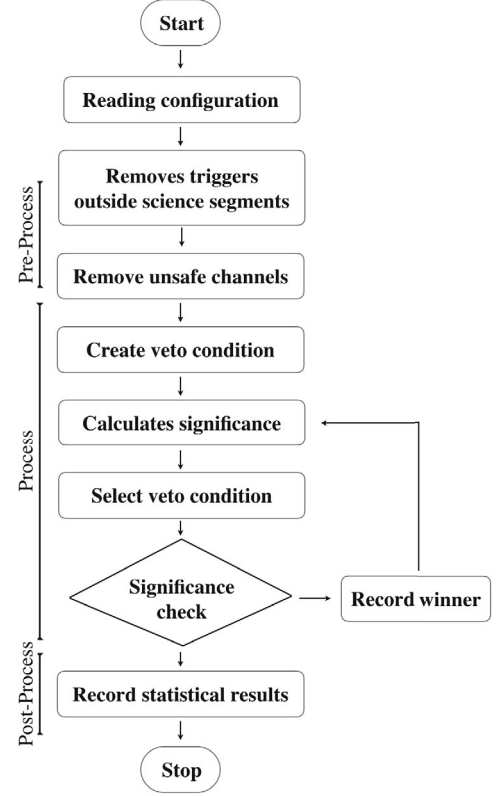 Start
Reading configuration
Removes triggers
outside science segments
Pre-Process
Remove unsafe channels
Create veto condition
Calculates significance
Process
Select veto condition
Significance
check
Record winner
Record statistical results
Post-Process
Stop